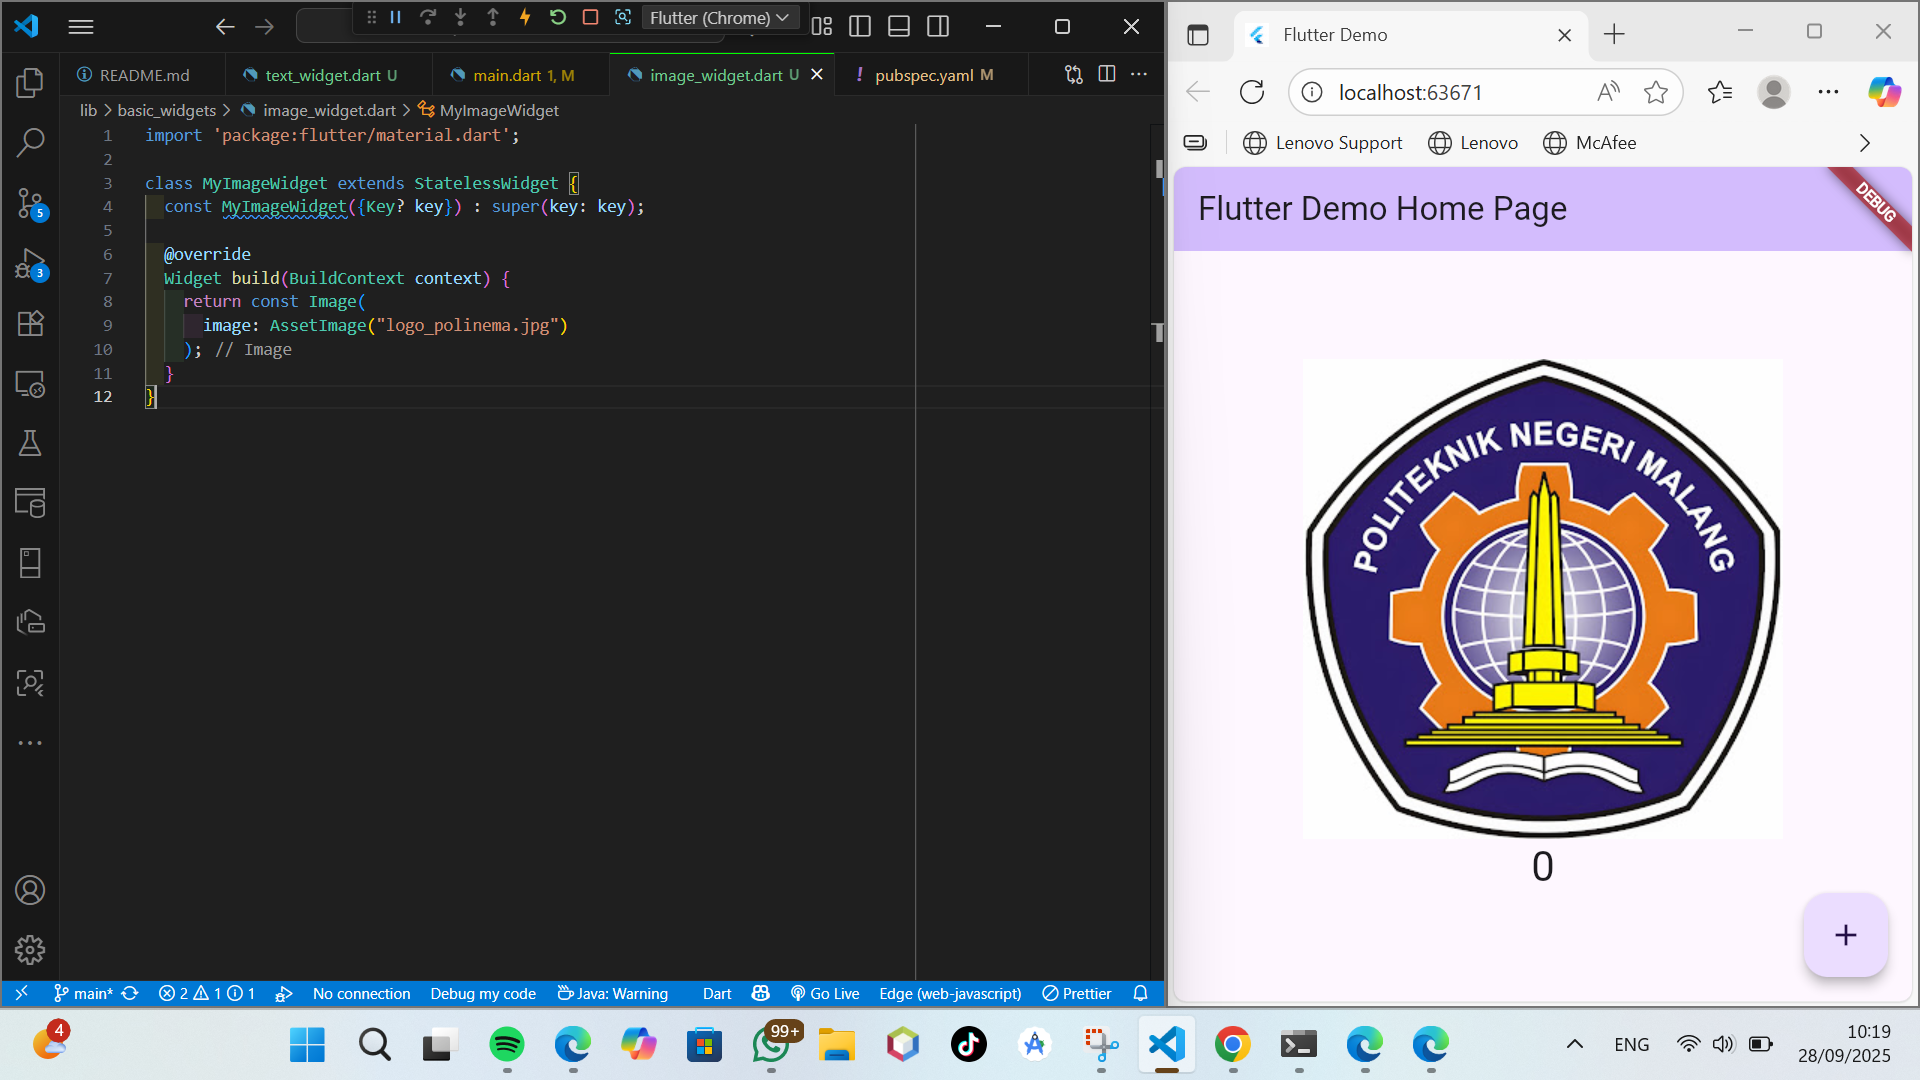 Flutter (Chrome)
README.md
text_widget.dart U
main.dart 1, M
image_widget.dart U
! pubspec.yaml M
lib > basic_widgets > image_widget.dart > MyImageWidget
1 import 'package:flutter/material.dart';
2
3 class MyImageWidget extends StatelessWidget {
4 const MyImageWidget({Key? key}) : super(key: key);
5
6 @override
7 Widget build(BuildContext context) {
8 return const Image(
9 image: AssetImage("logo_polinema.jpg")
10 ); // Image
11 }
12 }
5
3
main*
2 1 1
No connection
Debug my code
Java: Warning
Dart
Go Live
Edge (web-javascript)
Prettier
Flutter Demo
localhost:63671
Lenovo Support
Lenovo
McAfee
Flutter Demo Home Page
DEBUG
POLITEKNIK NEGERI MALANG
0
+
4
99+
ENG
10:19
28/09/2025